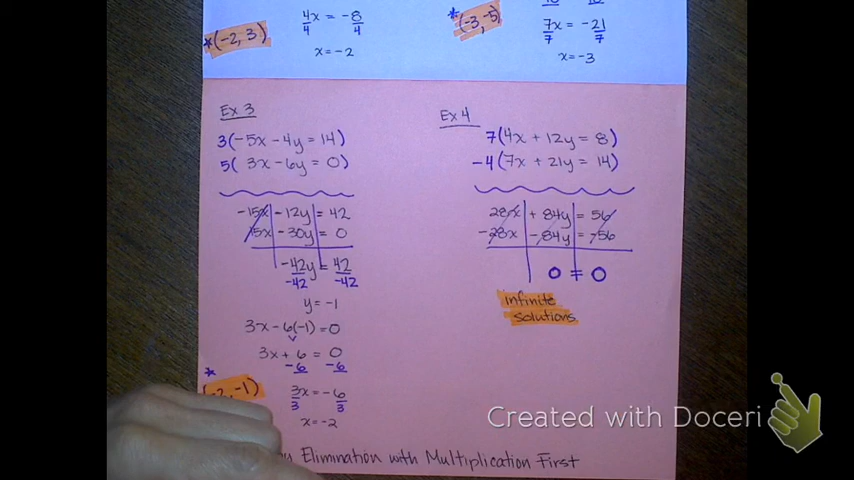 4x = -8
4 4
x = -2
*(-2, 3)
*(-3, -5)
7x = -21
7 7
x = -3
Ex 3
3(-5x - 4y = 14)
5( 3x - 6y = 0)
-15x - 12y = 42
15x - 30y = 0
-42y = 42
-42 -42
y = -1
3x - 6(-1) = 0
3x + 6 = 0
-6 -6
3x = -6
3 3
x = -2
*
(-2, -1)
Ex 4
7(4x + 12y = 8)
-4(7x + 21y = 14)
28x + 84y = 56
-28x - 84y = -56
0 = 0
infinite
solutions
Elimination with Multiplication First
Created with Doceri